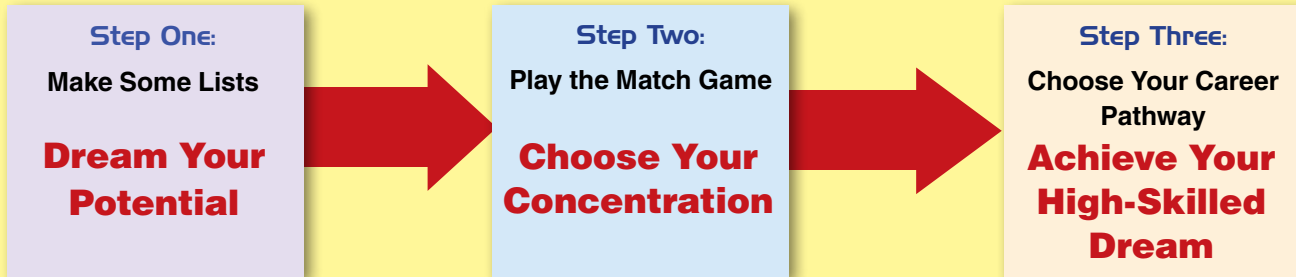 Step One:
Make Some Lists
Dream Your
Potential
Step Two:
Play the Match Game
Choose Your
Concentration
Step Three:
Choose Your Career
Pathway
Achieve Your
High-Skilled
Dream